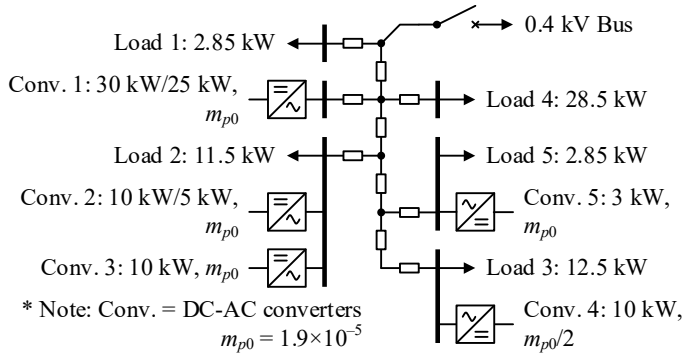 Load 1: 2.85 kW
0.4 kV Bus
Conv. 1: 30 kW/25 kW,
m_{p0}
Load 4: 28.5 kW
Load 2: 11.5 kW
Load 5: 2.85 kW
Conv. 2: 10 kW/5 kW,
m_{p0}
Conv. 5: 3 kW,
m_{p0}
Conv. 3: 10 kW, m_{p0}
Load 3: 12.5 kW
* Note: Conv. = DC-AC converters
m_{p0} = 1.9×10⁻⁵
Conv. 4: 10 kW,
m_{p0}/2